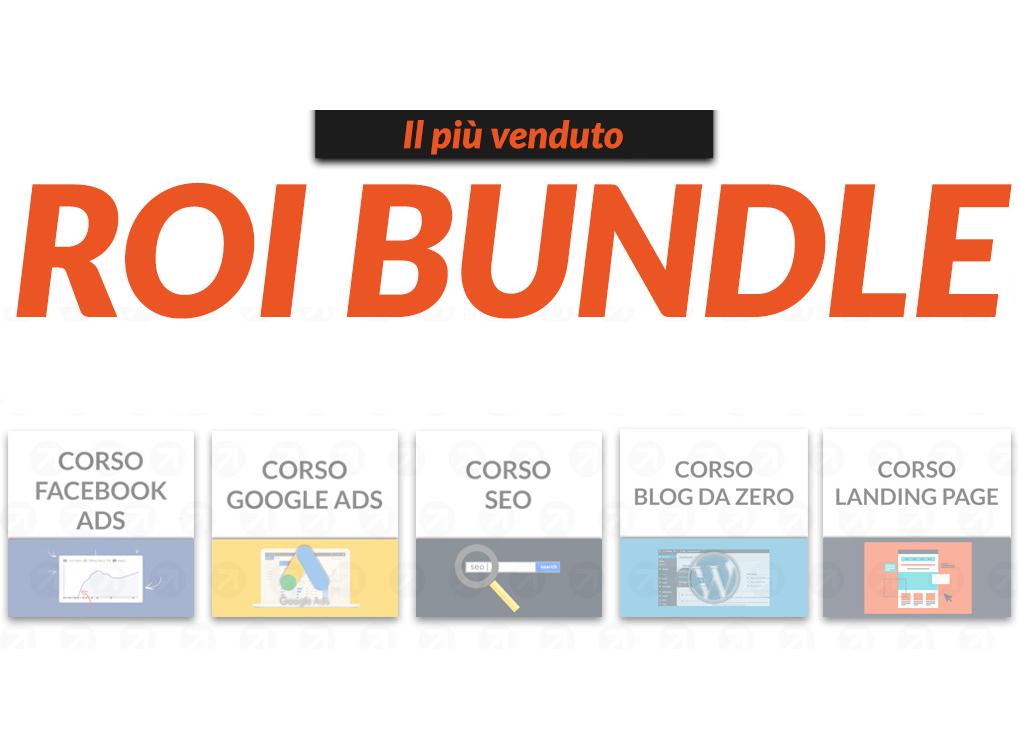 Il più venduto
ROI BUNDLE
CORSO
FACEBOOK
ADS
CORSO
GOOGLE ADS
CORSO
SEO
CORSO
BLOG DA ZERO
CORSO
LANDING PAGE
Google Ads
seo
search